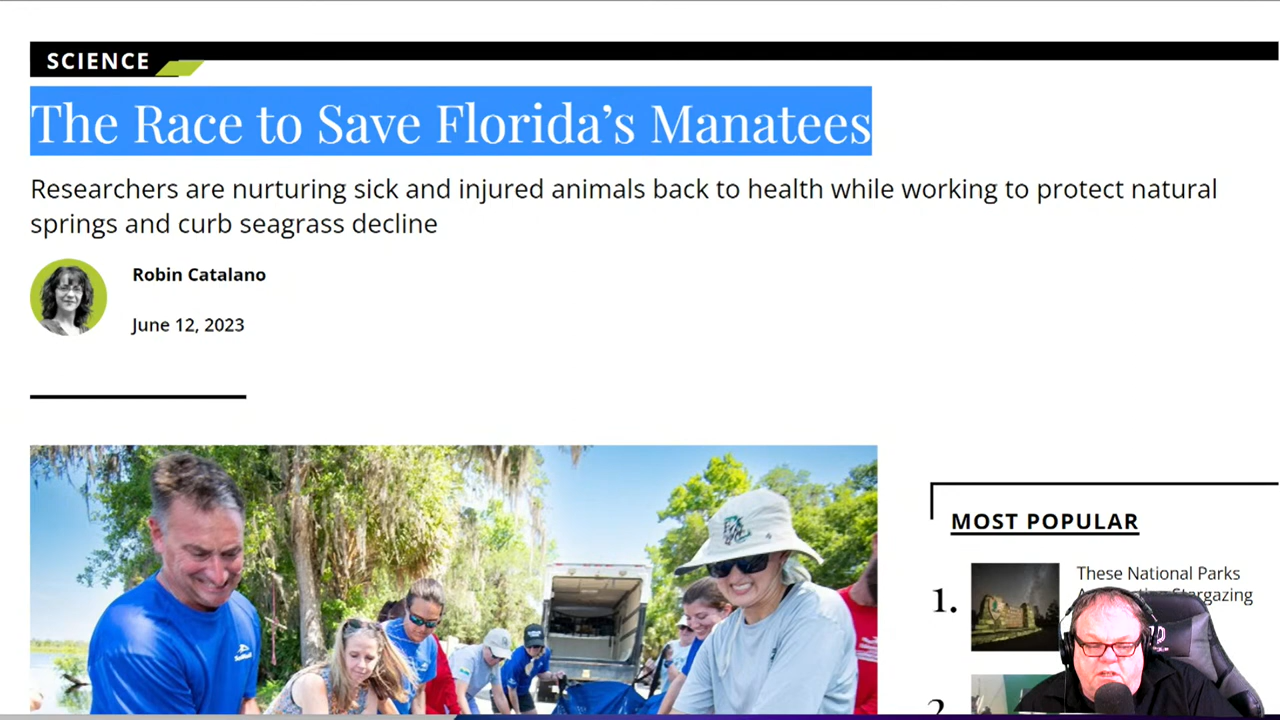 SCIENCE
The Race to Save Florida’s Manatees
Researchers are nurturing sick and injured animals back to health while working to protect natural
springs and curb seagrass decline
Robin Catalano
June 12, 2023
MOST POPULAR
1.
These National Parks
Stargazing
2.